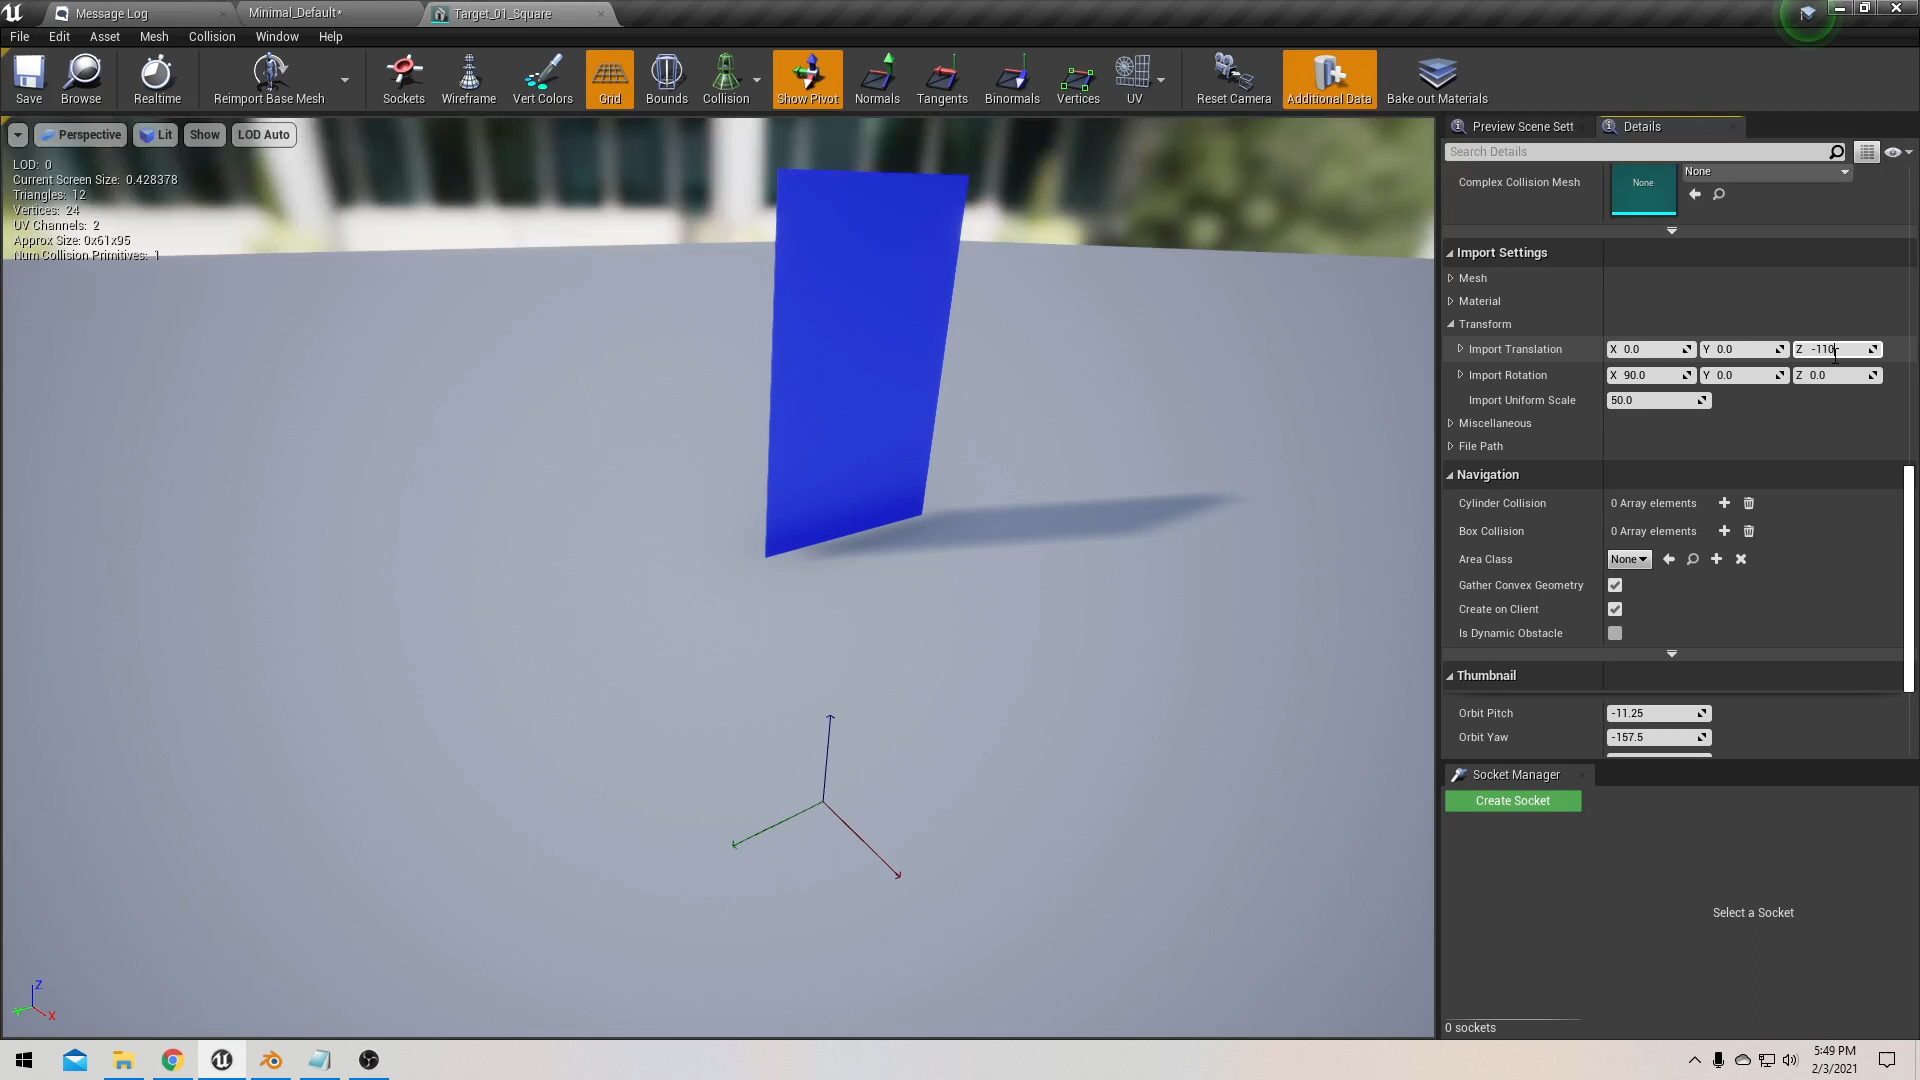 Message Log
Minimal_Default*
Target_01_Square
File Edit Asset Mesh Collision Window Help
Save Browse Realtime Reimport Base Mesh Sockets Wireframe Vert Colors Grid Bounds Collision Show Pivot Normals Tangents Binormals Vertices UV Reset Camera Additional Data Bake out Materials
Perspective Lit Show LOD Auto
LOD: 0
Current Screen Size: 0.428378
Triangles: 12
Vertices: 24
UV Channels: 2
Approx Size: 0x61x95
Num Collision Primitives: 1
Z
X
Preview Scene Sett
Details
Search Details
Complex Collision Mesh None None
Import Settings
Mesh
Material
Transform
Import Translation X 0.0 Y 0.0 Z -110
Import Rotation X 90.0 Y 0.0 Z 0.0
Import Uniform Scale 50.0
Miscellaneous
File Path
Navigation
Cylinder Collision 0 Array elements
Box Collision 0 Array elements
Area Class None
Gather Convex Geometry
Create on Client
Is Dynamic Obstacle
Thumbnail
Orbit Pitch -11.25
Orbit Yaw -157.5
Socket Manager
Create Socket
Select a Socket
0 sockets
5:49 PM
2/3/2021